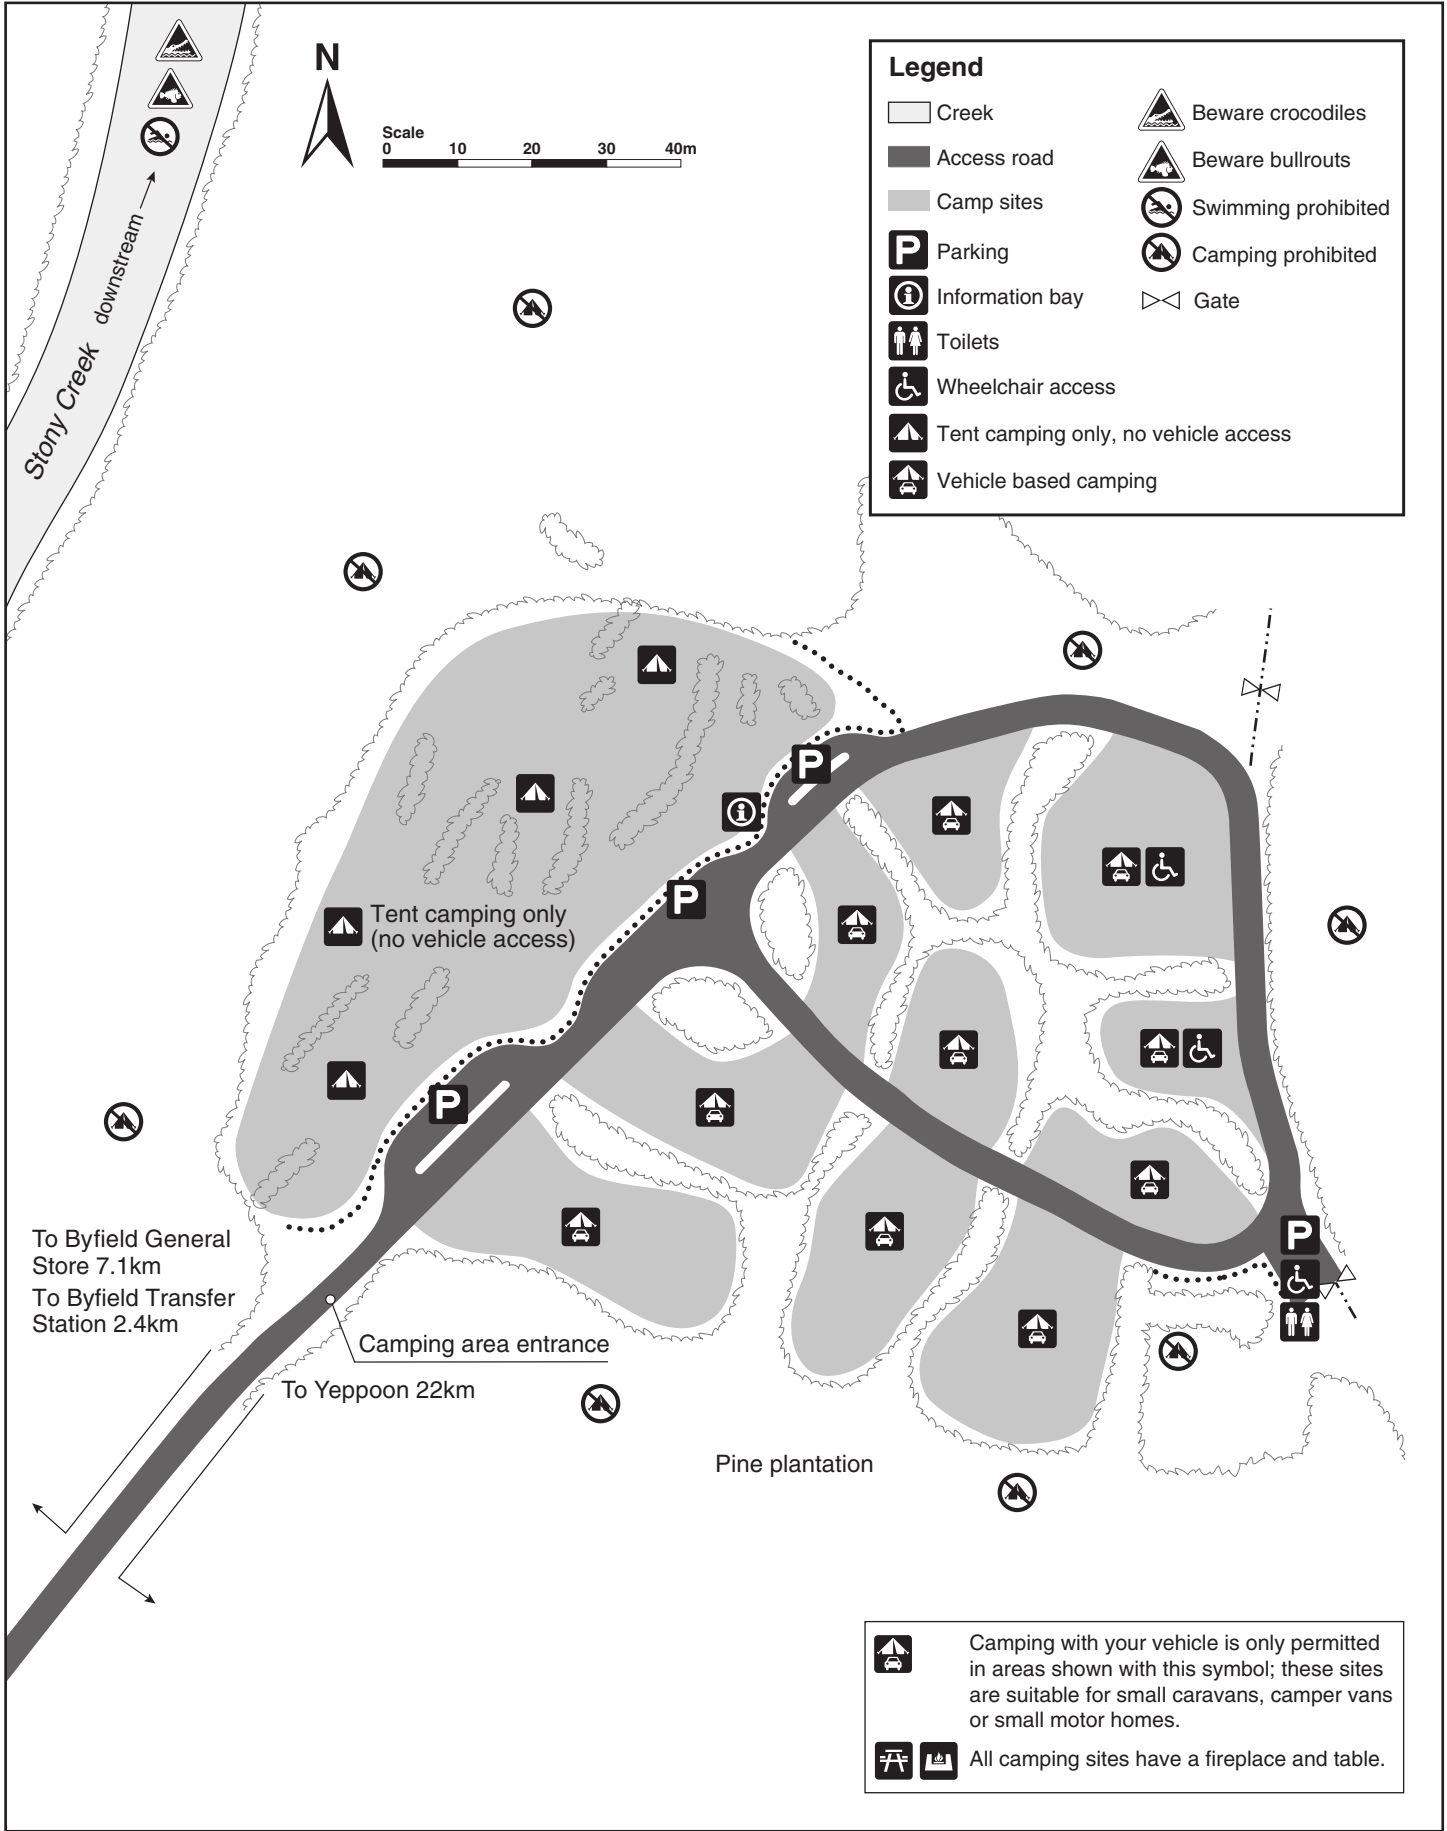 N
Scale
0 10 20 30 40m
Legend
Creek
Access road
Camp sites
P Parking
Information bay
Toilets
Wheelchair access
Tent camping only, no vehicle access
Vehicle based camping
Beware crocodiles
Beware bullrouts
Swimming prohibited
Camping prohibited
Gate
Stony Creek downstream
P
i
P
Tent camping only
(no vehicle access)
P
P
To Byfield General
Store 7.1km
To Byfield Transfer
Station 2.4km
Camping area entrance
To Yeppoon 22km
Pine plantation
Camping with your vehicle is only permitted
in areas shown with this symbol; these sites
are suitable for small caravans, camper vans
or small motor homes.
All camping sites have a fireplace and table.